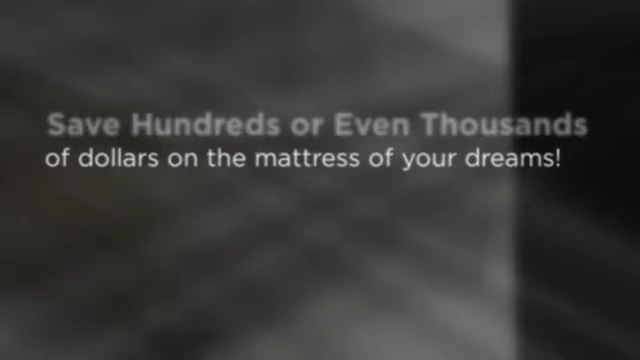 Save Hundreds or Even Thousands
of dollars on the mattress of your dreams!